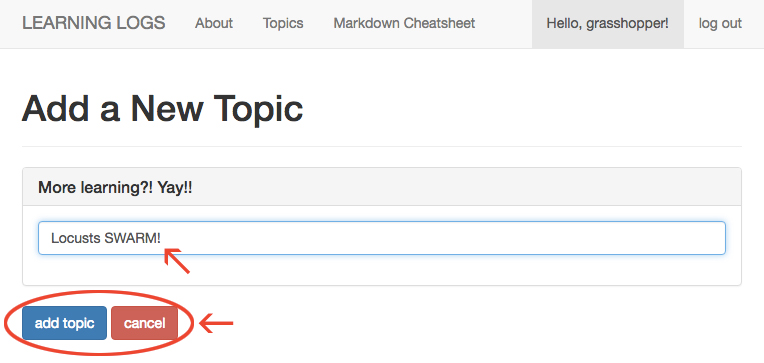 LEARNING LOGS About Topics Markdown Cheatsheet Hello, grasshopper! log out
Add a New Topic
More learning?! Yay!!
Locusts SWARM!
add topic cancel